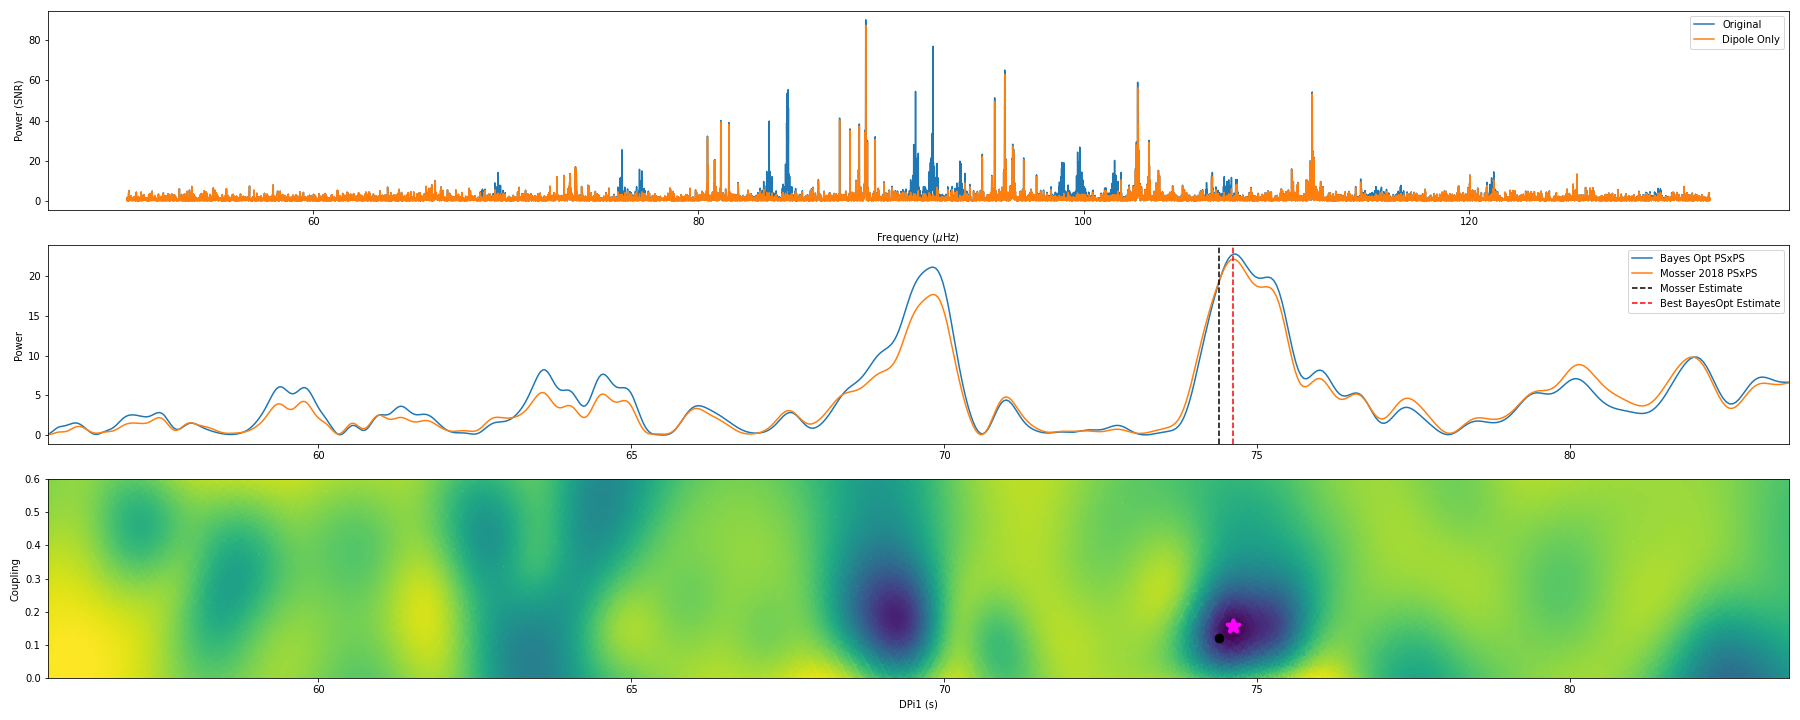 80
60
40
20
0
Power (SNR)
Original
Dipole Only
60
80
100
120
Frequency (μHz)
20
15
10
5
0
Power
Bayes Opt PSxPS
Mosser 2018 PSxPS
Mosser Estimate
Best BayesOpt Estimate
60
65
70
75
80
0.6
0.5
0.4
0.3
0.2
0.1
0.0
Coupling
60
65
70
75
80
DPi1 (s)